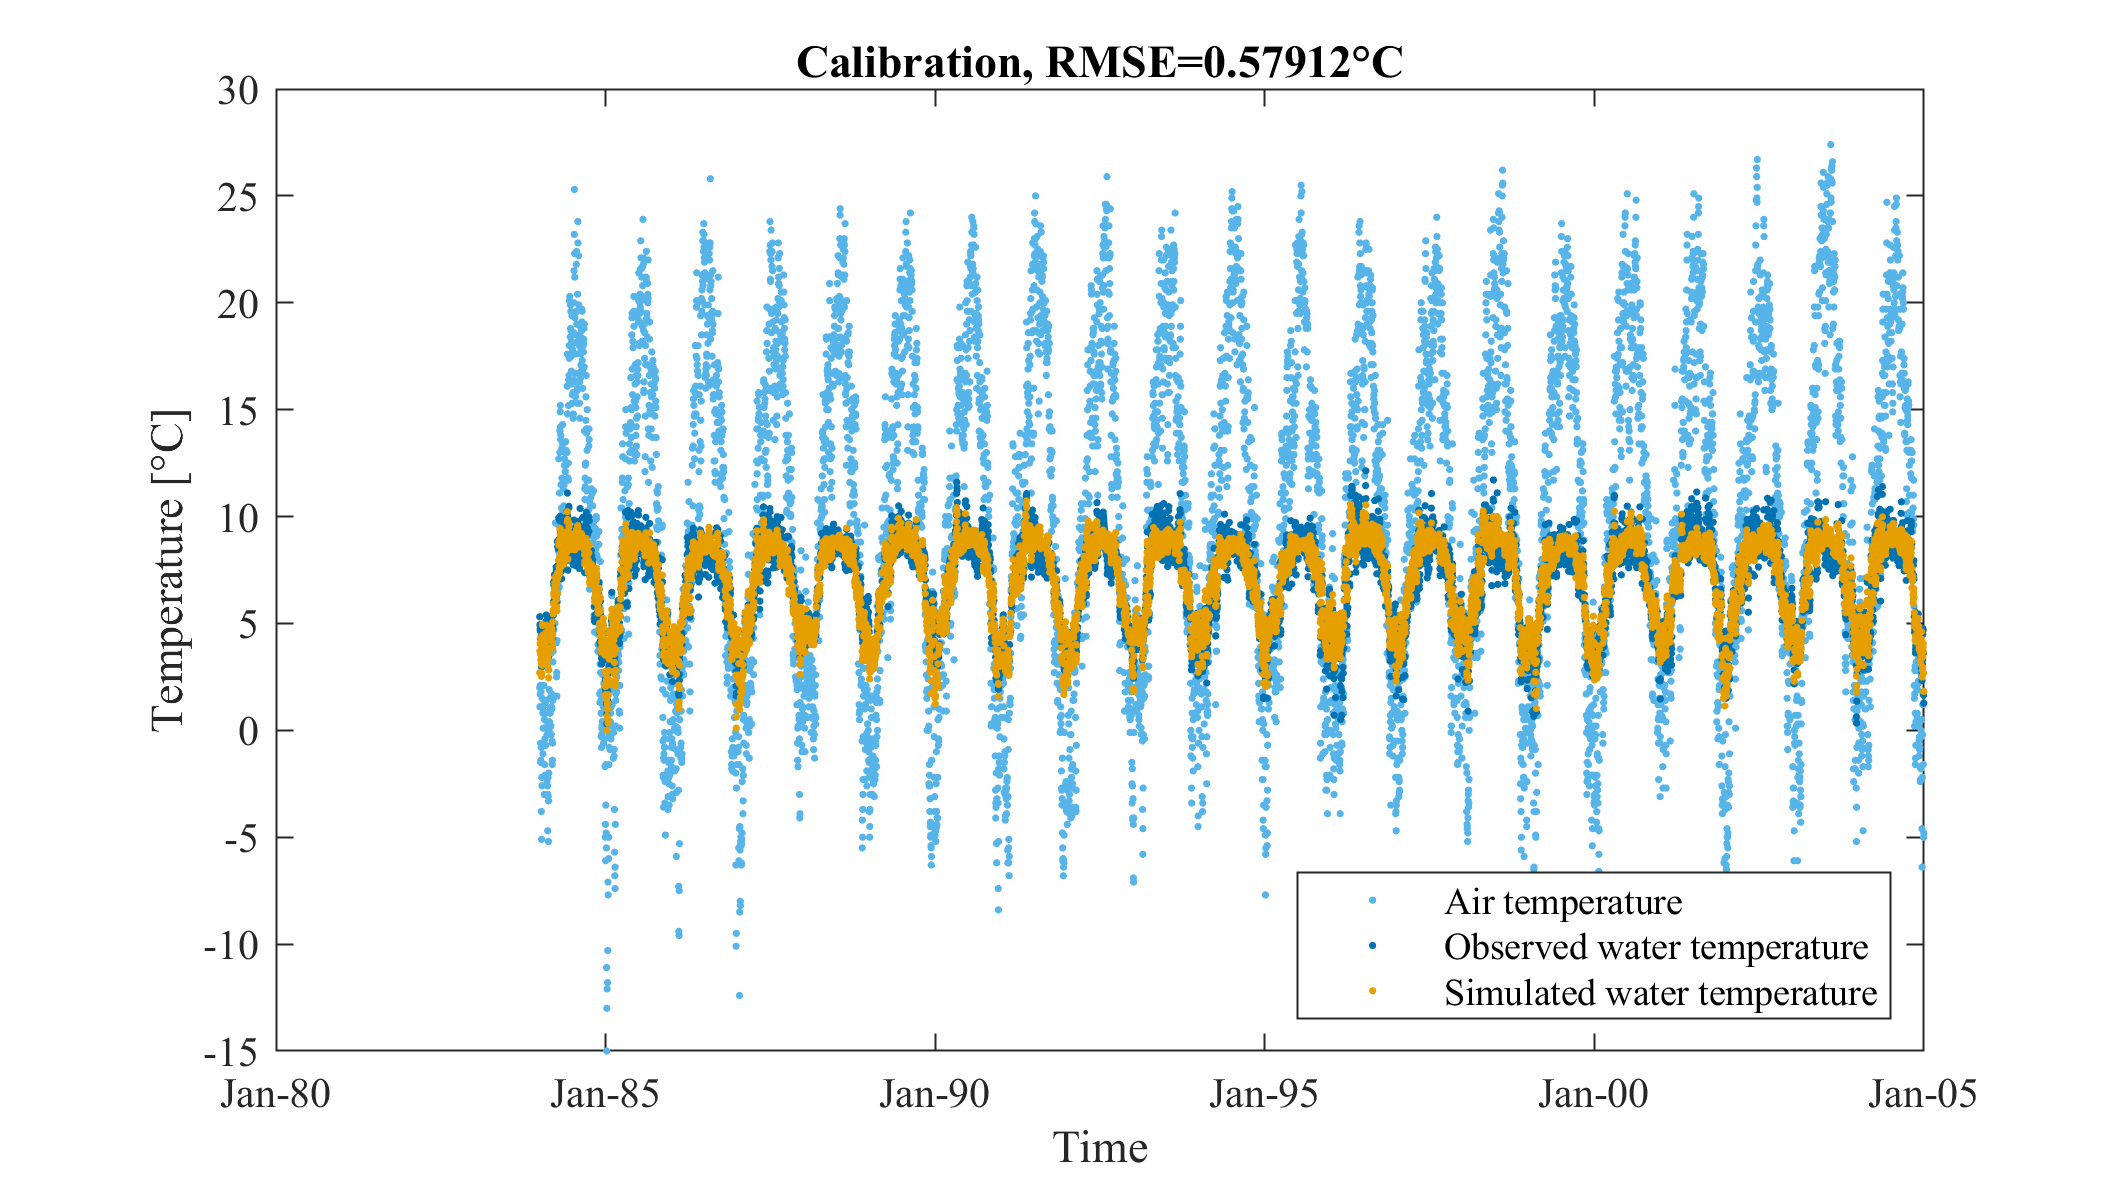 Calibration, RMSE=0.57912°C
30
25
20
15
10
5
0
-5
-10
-15
Temperature [°C]
Jan-80 Jan-85 Jan-90 Jan-95 Jan-00 Jan-05
Time
Air temperature
Observed water temperature
Simulated water temperature